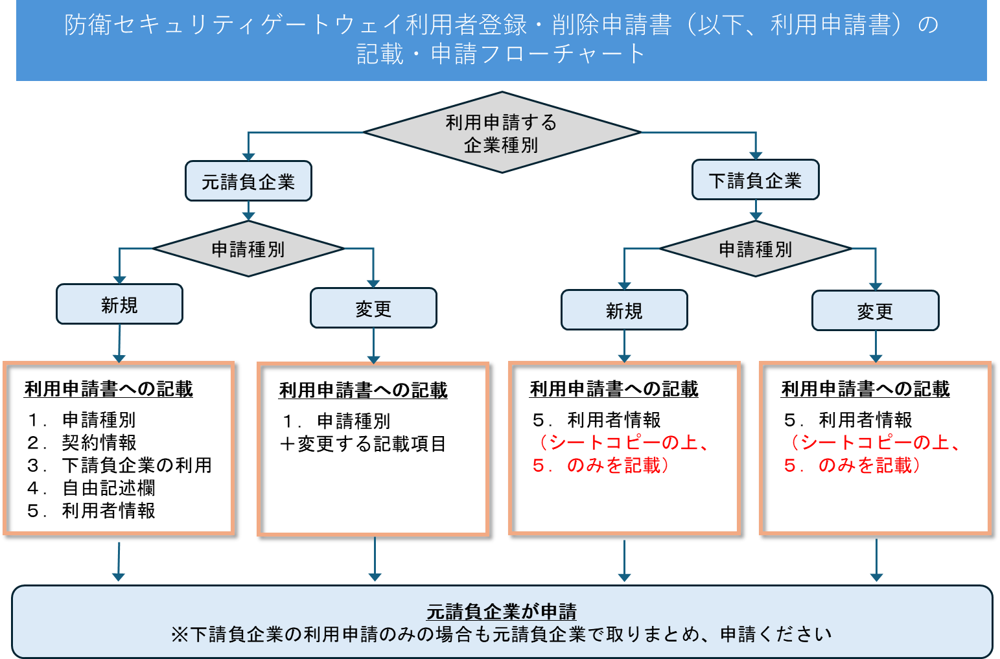 防衛セキュリティゲートウェイ利用者登録・削除申請書（以下、利用申請書）の
記載・申請フローチャート
利用申請する
企業種別
元請負企業
下請負企業
申請種別
申請種別
新規
変更
新規
変更
利用申請書への記載
１．申請種別
２．契約情報
３．下請負企業の利用
４．自由記述欄
５．利用者情報
利用申請書への記載
１．申請種別
＋変更する記載項目
利用申請書への記載
５．利用者情報
（シートコピーの上、
５．のみを記載）
利用申請書への記載
５．利用者情報
（シートコピーの上、
５．のみを記載）
元請負企業が申請
※下請負企業の利用申請のみの場合も元請負企業で取りまとめ、申請ください